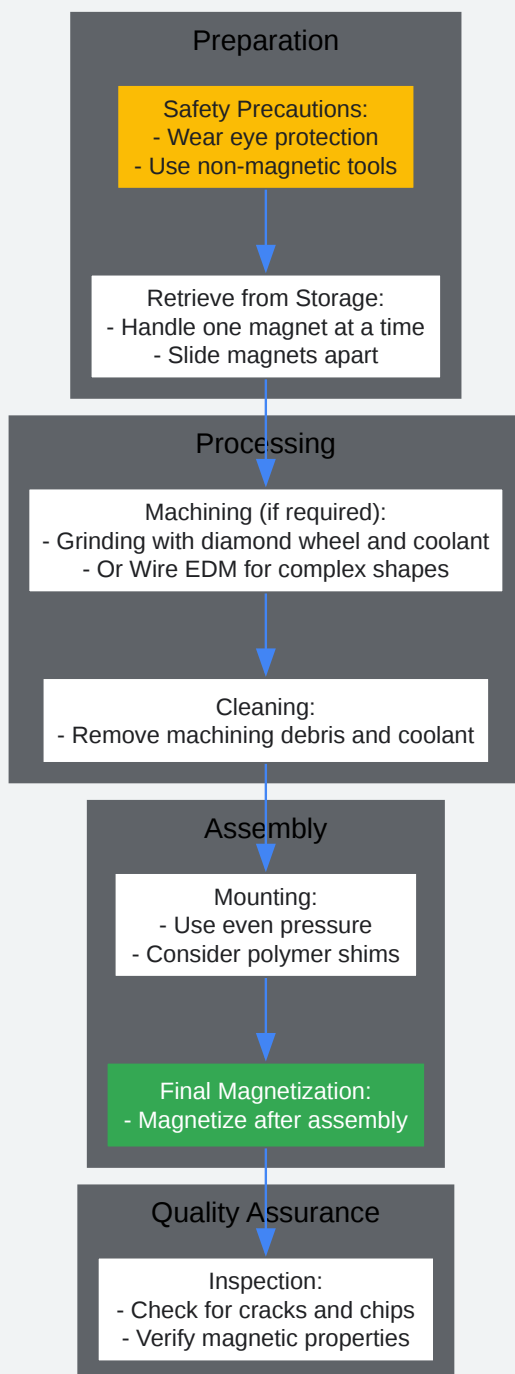 Preparation
Safety Precautions:
- Wear eye protection
- Use non-magnetic tools
Retrieve from Storage:
- Handle one magnet at a time
- Slide magnets apart
Processing
Machining (if required):
- Grinding with diamond wheel and coolant
- Or Wire EDM for complex shapes
Cleaning:
- Remove machining debris and coolant
Assembly
Mounting:
- Use even pressure
- Consider polymer shims
Final Magnetization:
- Magnetize after assembly
Quality Assurance
Inspection:
- Check for cracks and chips
- Verify magnetic properties